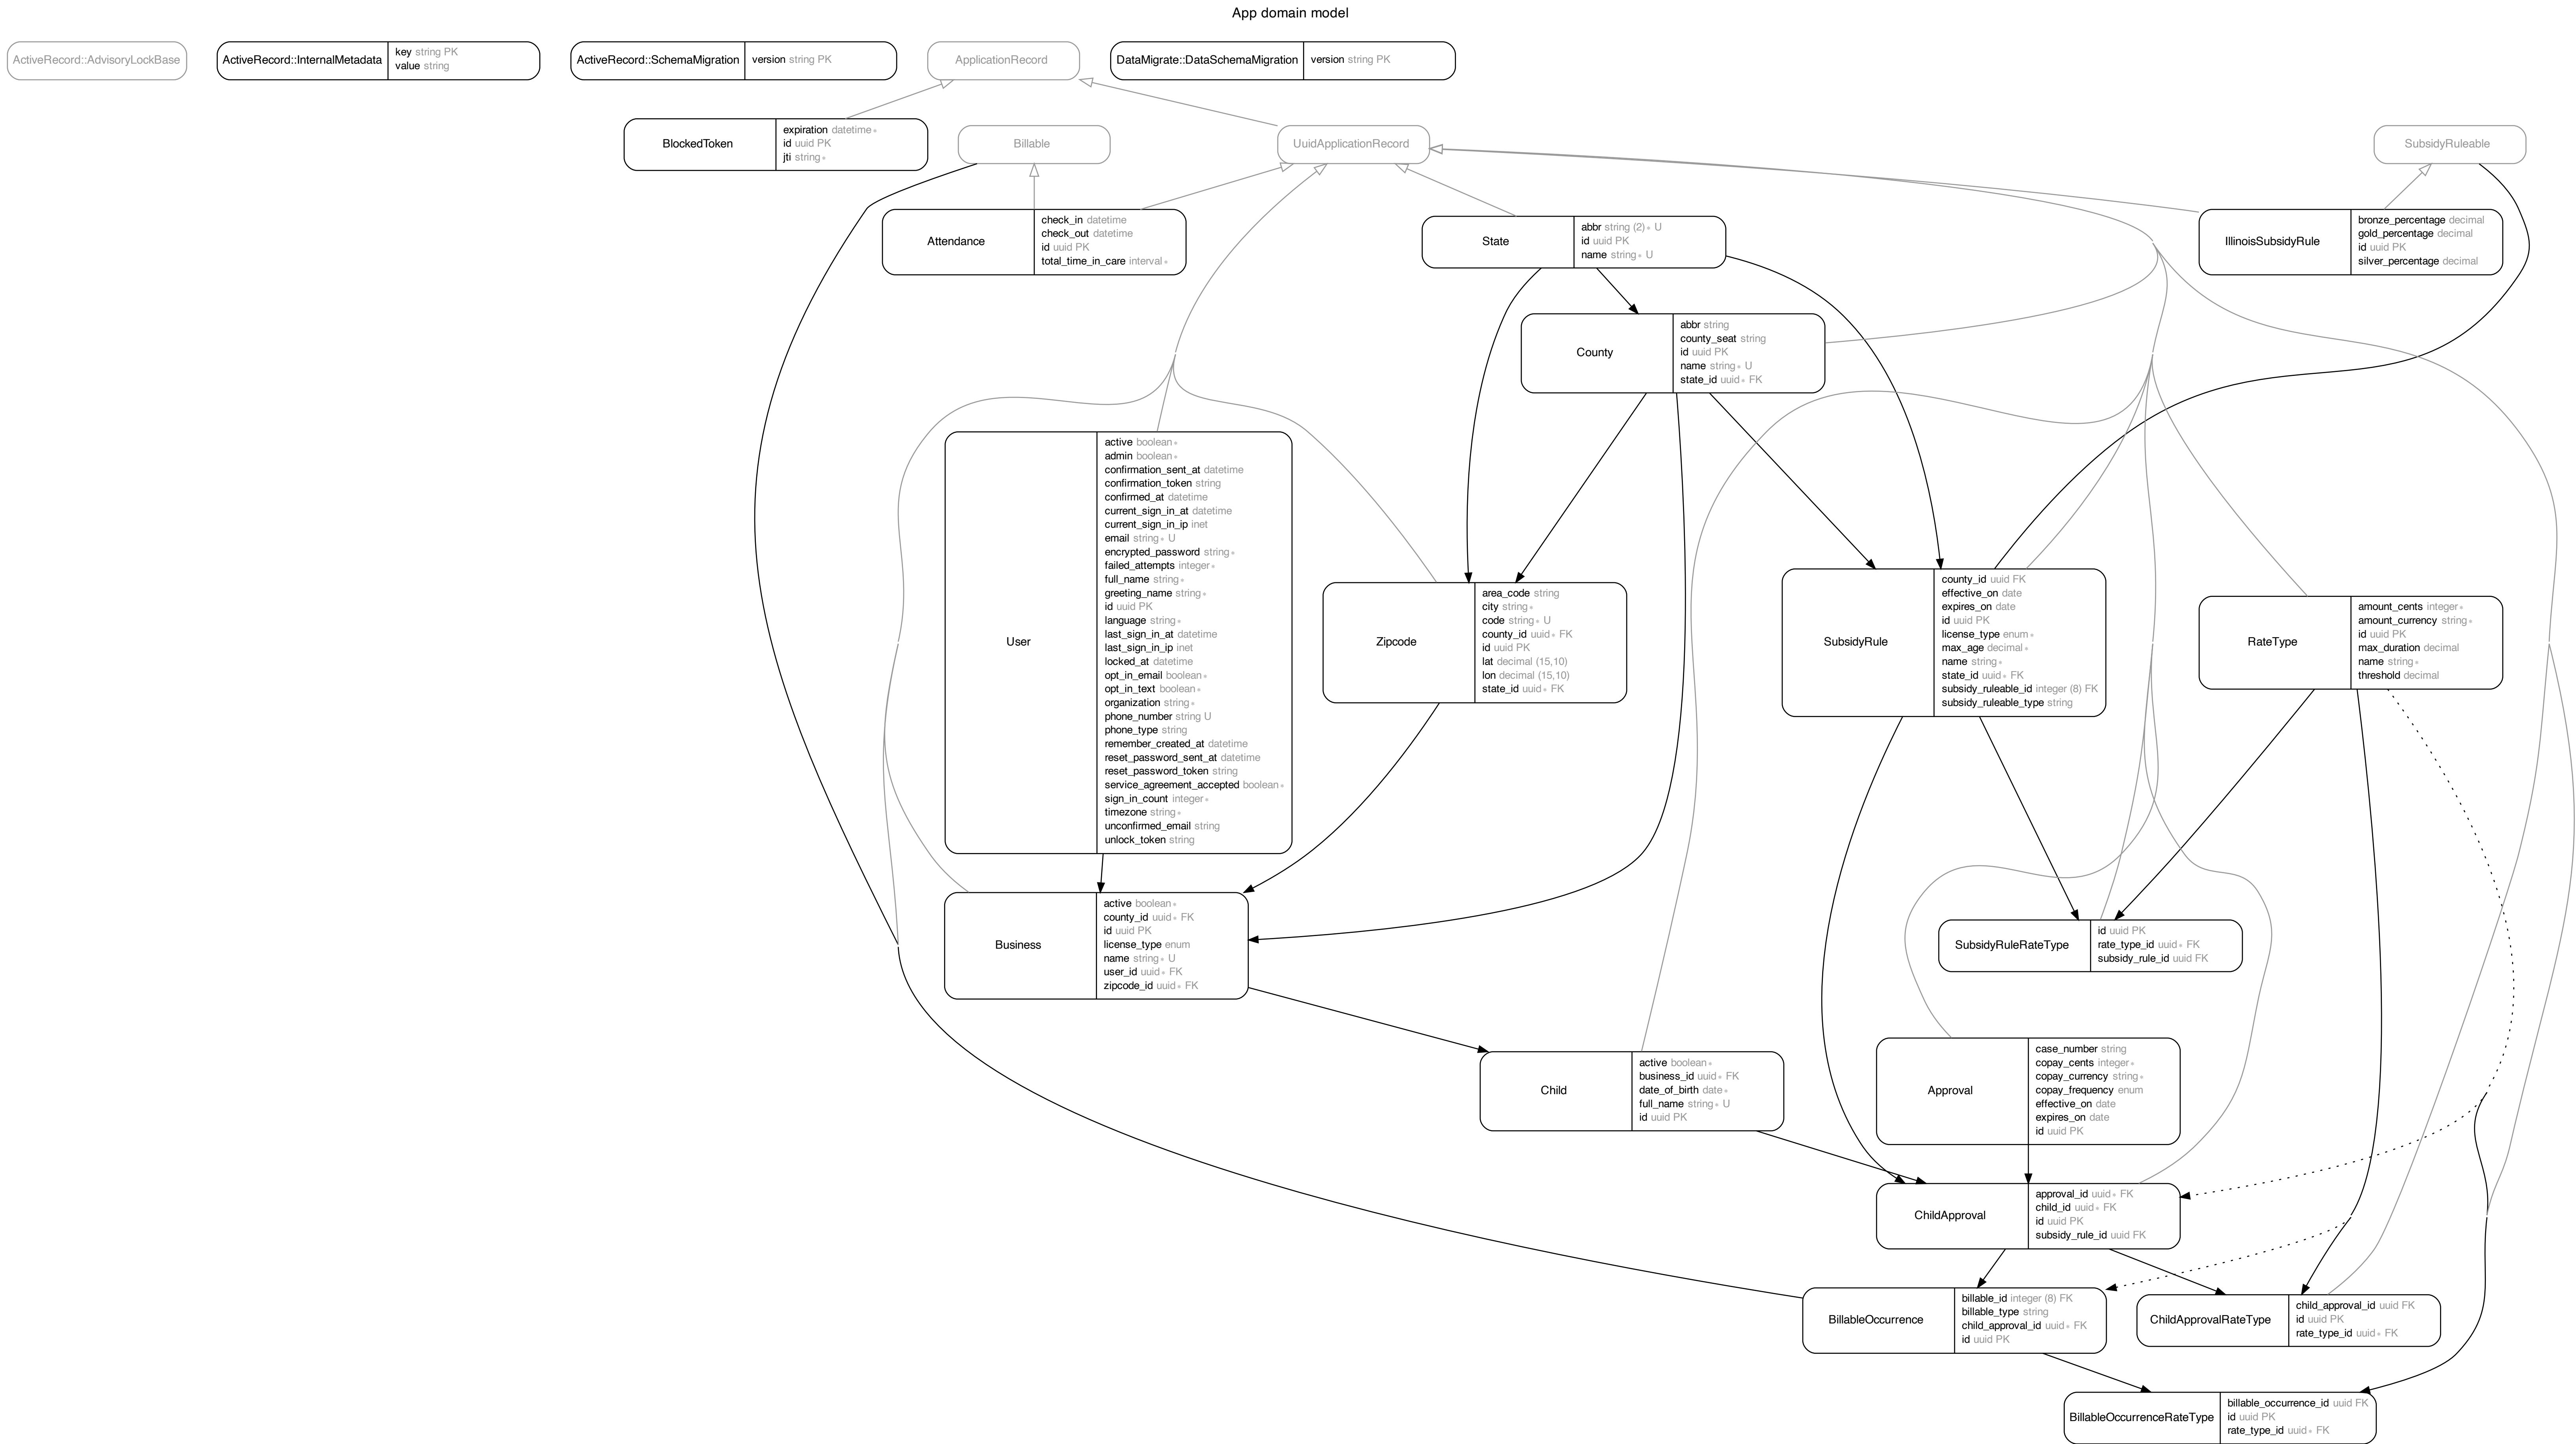 App domain model
ActiveRecord::AdvisoryLockBase
ActiveRecord::InternalMetadata
key string PK
value string
ActiveRecord::SchemaMigration
version string PK
ApplicationRecord
DataMigrate::DataSchemaMigration
version string PK
BlockedToken
expiration datetime∗
id uuid PK
jti string∗
Billable
UuidApplicationRecord
SubsidyRuleable
Attendance
check_in datetime
check_out datetime
id uuid PK
total_time_in_care interval∗
State
abbr string (2)∗ U
id uuid PK
name string∗ U
IllinoisSubsidyRule
bronze_percentage decimal
gold_percentage decimal
id uuid PK
silver_percentage decimal
County
abbr string
county_seat string
id uuid PK
name string∗ U
state_id uuid∗ FK
User
active boolean∗
admin boolean∗
confirmation_sent_at datetime
confirmation_token string
confirmed_at datetime
current_sign_in_at datetime
current_sign_in_ip inet
email string∗ U
encrypted_password string∗
failed_attempts integer∗
full_name string∗
greeting_name string∗
id uuid PK
language string∗
last_sign_in_at datetime
last_sign_in_ip inet
locked_at datetime
opt_in_email boolean∗
opt_in_text boolean∗
organization string∗
phone_number string U
phone_type string
remember_created_at datetime
reset_password_sent_at datetime
reset_password_token string
service_agreement_accepted boolean∗
sign_in_count integer∗
timezone string∗
unconfirmed_email string
unlock_token string
Zipcode
area_code string
city string∗
code string∗ U
county_id uuid∗ FK
id uuid PK
lat decimal (15,10)
lon decimal (15,10)
state_id uuid∗ FK
SubsidyRule
county_id uuid FK
effective_on date
expires_on date
id uuid PK
license_type enum∗
max_age decimal∗
name string∗
state_id uuid∗ FK
subsidy_ruleable_id integer (8) FK
subsidy_ruleable_type string
RateType
amount_cents integer∗
amount_currency string∗
id uuid PK
max_duration decimal
name string∗
threshold decimal
Business
active boolean∗
county_id uuid∗ FK
id uuid PK
license_type enum
name string∗ U
user_id uuid∗ FK
zipcode_id uuid∗ FK
SubsidyRuleRateType
id uuid PK
rate_type_id uuid∗ FK
subsidy_rule_id uuid FK
Child
active boolean∗
business_id uuid∗ FK
date_of_birth date∗
full_name string∗ U
id uuid PK
Approval
case_number string
copay_cents integer∗
copay_currency string∗
copay_frequency enum
effective_on date
expires_on date
id uuid PK
ChildApproval
approval_id uuid∗ FK
child_id uuid∗ FK
id uuid PK
subsidy_rule_id uuid FK
BillableOccurrence
billable_id integer (8) FK
billable_type string
child_approval_id uuid∗ FK
id uuid PK
ChildApprovalRateType
child_approval_id uuid FK
id uuid PK
rate_type_id uuid∗ FK
BillableOccurrenceRateType
billable_occurrence_id uuid FK
id uuid PK
rate_type_id uuid∗ FK